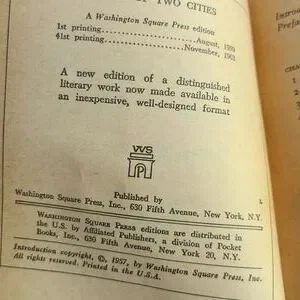 OF TWO CITIES
A Washington Square Press edition
1st printing
August,
41st printing
November,
A new edition of a distinguished
literary work now made available in
an inexpensive, well-designed format
WS
P
Published by
Washington Square Press, Inc., 630 Fifth Avenue, New York, N.Y.
WASHINGTON SQUARE PRESS editions are distributed in
the U.S. by Affiliated Publishers, a division of Pocket
Books, Inc., 630 Fifth Avenue, New York 20, N.Y.
Introduction copyright, ©, 1957, by Washington Square Press, Inc.
All rights reserved. Printed in the U.S.A.